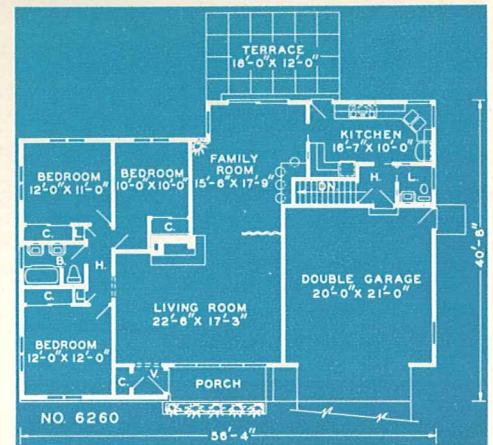 TERRACE
18'-0" X 12'-0"
KITCHEN
16'-7" X 10'-0"
BEDROOM
12'-0" X 11'-0"
BEDROOM
10'-0" X 10'-0"
FAMILY
ROOM
15'-6" X 17'-9"
H.
L.
DN.
C.
C.
B.
H.
C.
DOUBLE GARAGE
20'-0" X 21'-0"
40'-6"
LIVING ROOM
22'-6" X 17'-3"
BEDROOM
12'-0" X 12'-0"
C.
V.
PORCH
NO. 6260
56'-4"